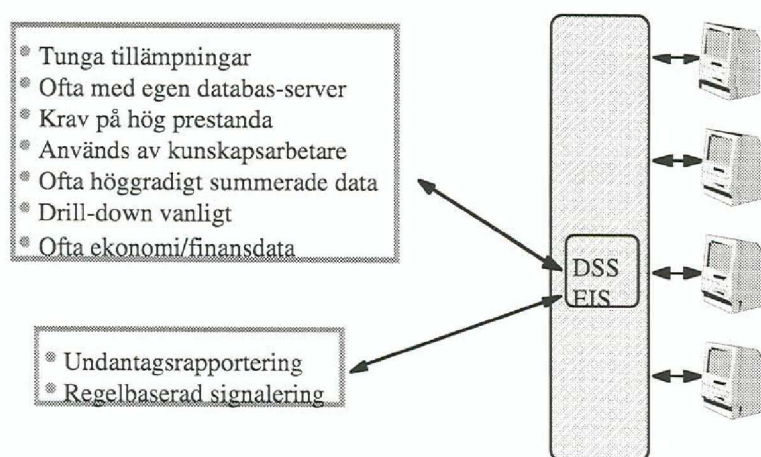 Tunga tillämpningar
Ofta med egen databas-server
Krav på hög prestanda
Används av kunskapsarbetare
Ofta höggradigt summerade data
Drill-down vanligt
Ofta ekonomi/finansdata
DSS
EIS
Undantagsrapportering
Regelbaserad signalering